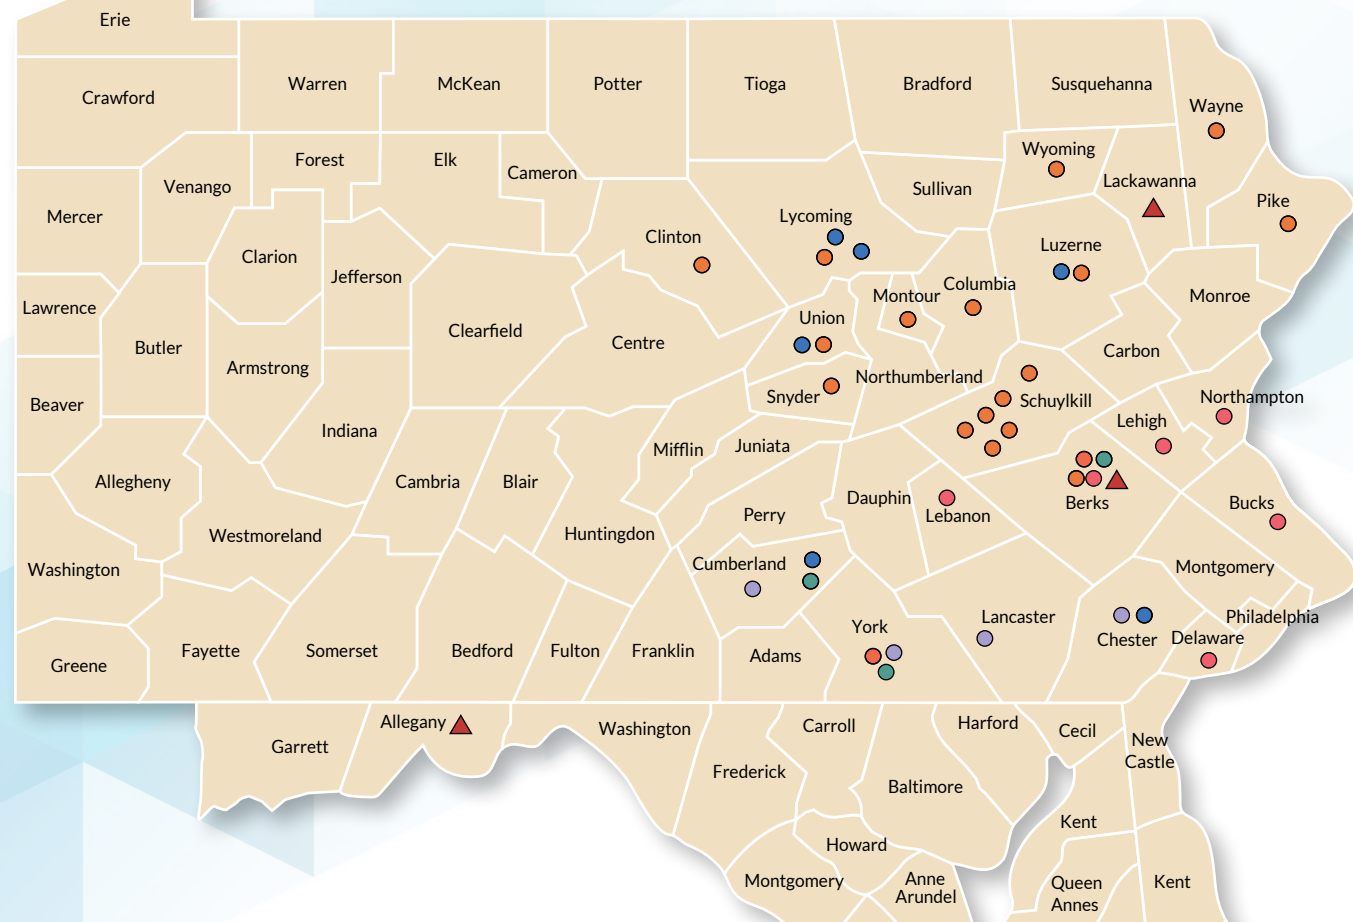 Erie
Warren
McKean
Potter
Tioga
Bradford
Susquehanna
Crawford
Wayne
Wyoming
Forest
Elk
Cameron
Lackawanna
Venango
Sullivan
Pike
Mercer
Lycoming
Clinton
Luzerne
Clarion
Jefferson
Columbia
Montour
Monroe
Lawrence
Union
Clearfield
Centre
Butler
Carbon
Armstrong
Northumberland
Snyder
Northampton
Schuylkill
Beaver
Lehigh
Indiana
Mifflin
Juniata
Allegheny
Cambria
Blair
Dauphin
Berks
Bucks
Lebanon
Perry
Westmoreland
Huntingdon
Cumberland
Montgomery
Washington
Lancaster
Philadelphia
York
Chester
Delaware
Greene
Fayette
Somerset
Bedford
Fulton
Franklin
Adams
Allegany
Washington
Carroll
Harford
Cecil
Garrett
New
Castle
Frederick
Baltimore
Kent
Howard
Montgomery
Anne
Arundel
Queen
Annes
Kent